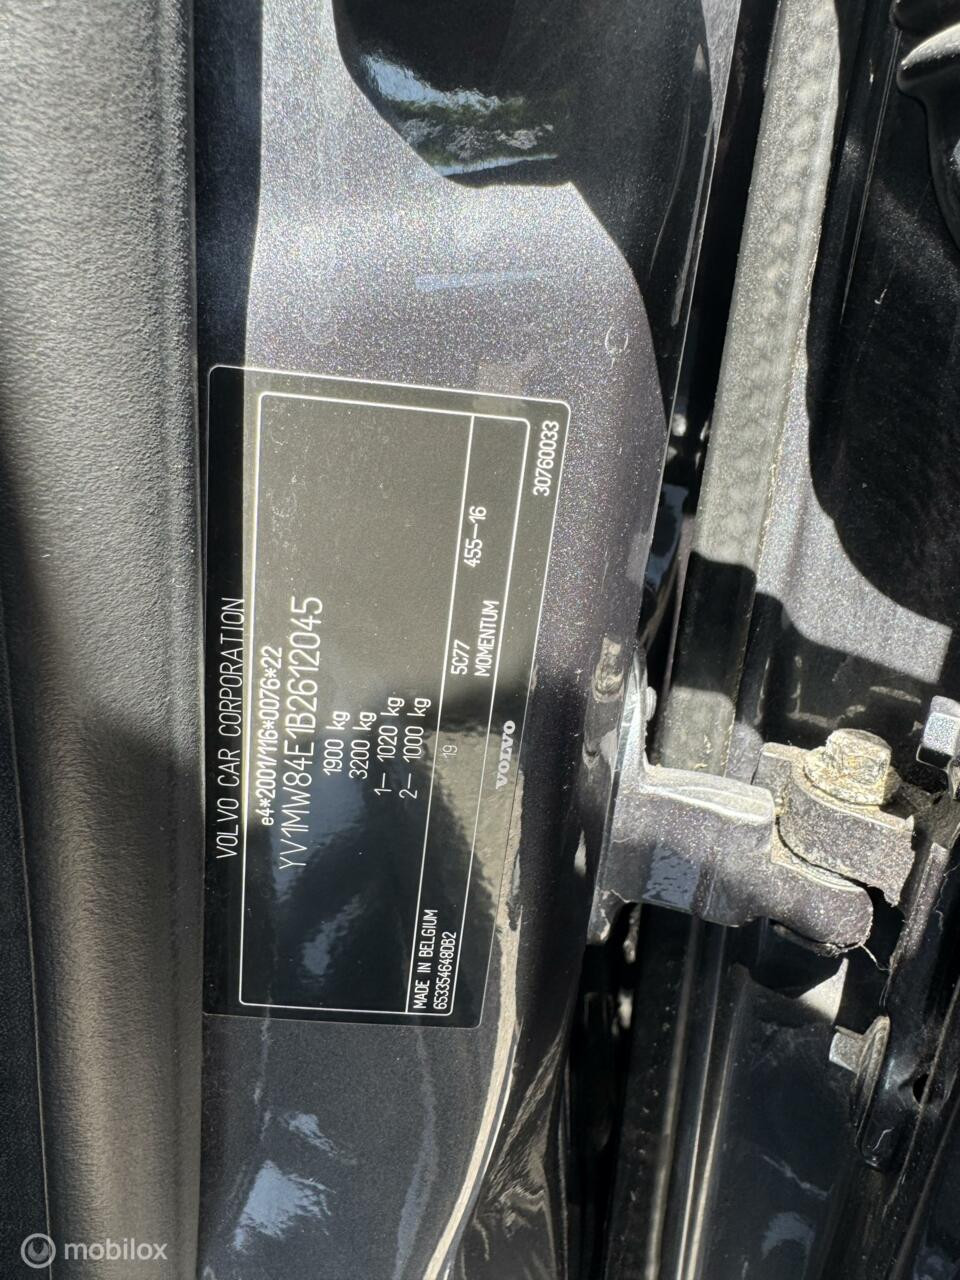 VOLVO CAR CORPORATION
e4*2001/116*0076*22
YV1MW84E1B2612045
1900 kg
3200 kg
1— 1020 kg
2— 1000 kg
19 5C77 455—16
MADE IN BELGIUM MOMENTUM
653354648DB2
VOLVO
30760033
mobilox